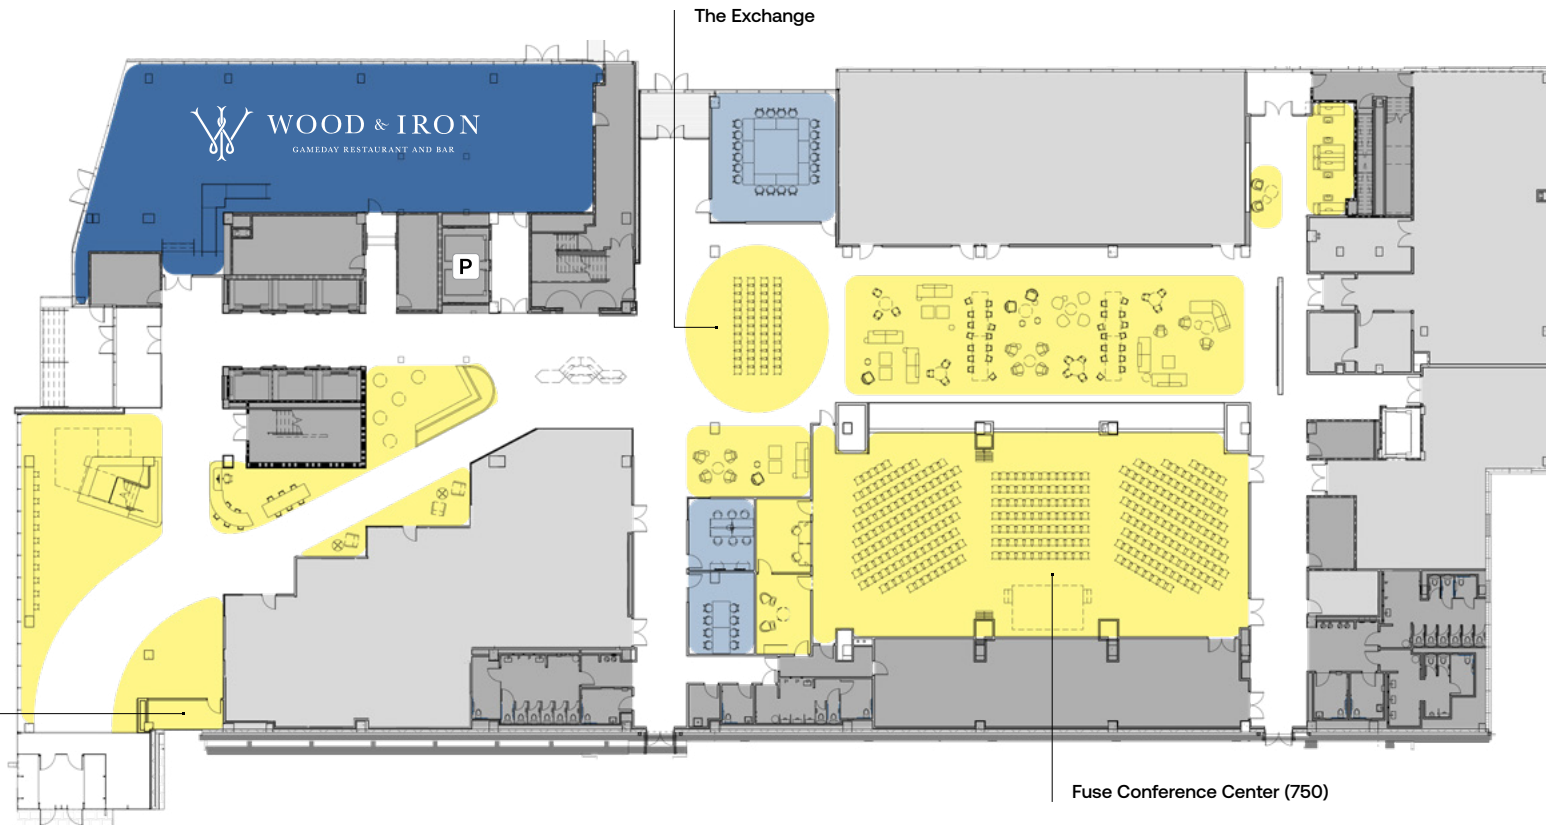 The Exchange
WOOD & IRON
GAMEDAY RESTAURANT AND BAR
P
Fuse Conference Center (750)